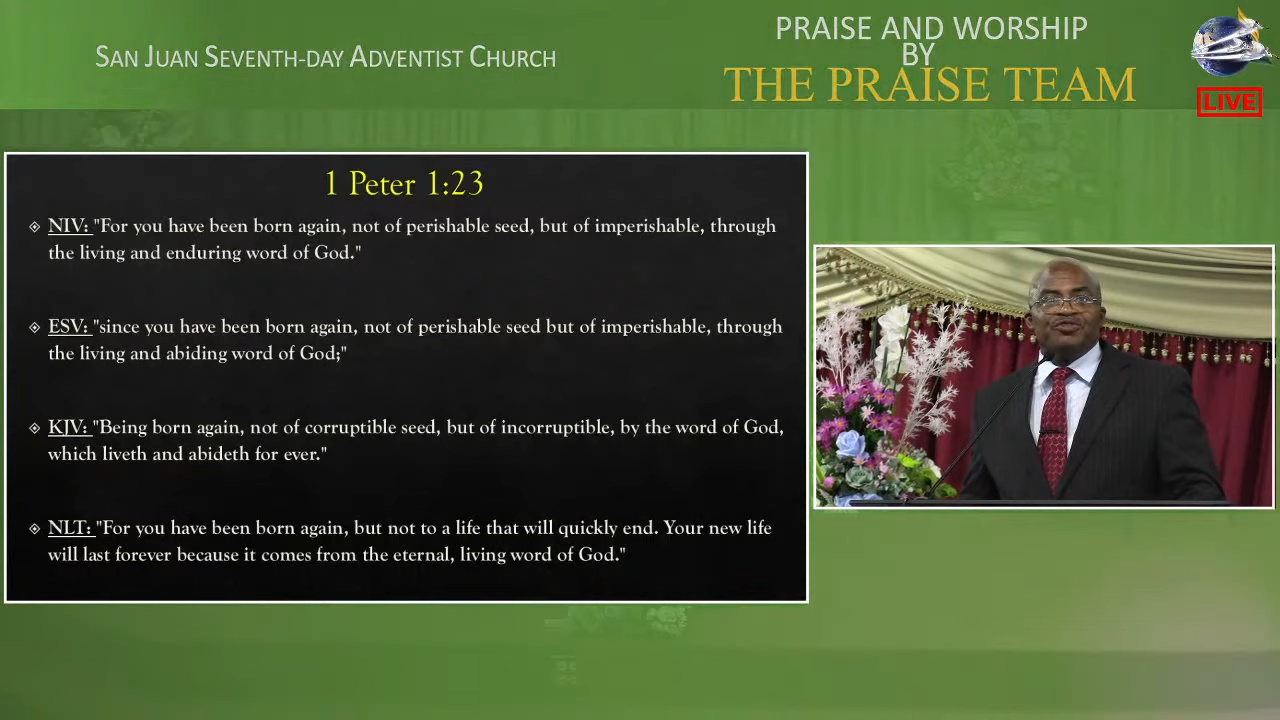 SAN JUAN SEVENTH-DAY ADVENTIST CHURCH
PRAISE AND WORSHIP
BY
THE PRAISE TEAM
LIVE
1 Peter 1:23
NIV: "For you have been born again, not of perishable seed, but of imperishable, through
the living and enduring word of God."
ESV: "since you have been born again, not of perishable seed but of imperishable, through
the living and abiding word of God;"
KJV: "Being born again, not of corruptible seed, but of incorruptible, by the word of God,
which liveth and abideth for ever."
NLT: "For you have been born again, but not to a life that will quickly end. Your new life
will last forever because it comes from the eternal, living word of God."